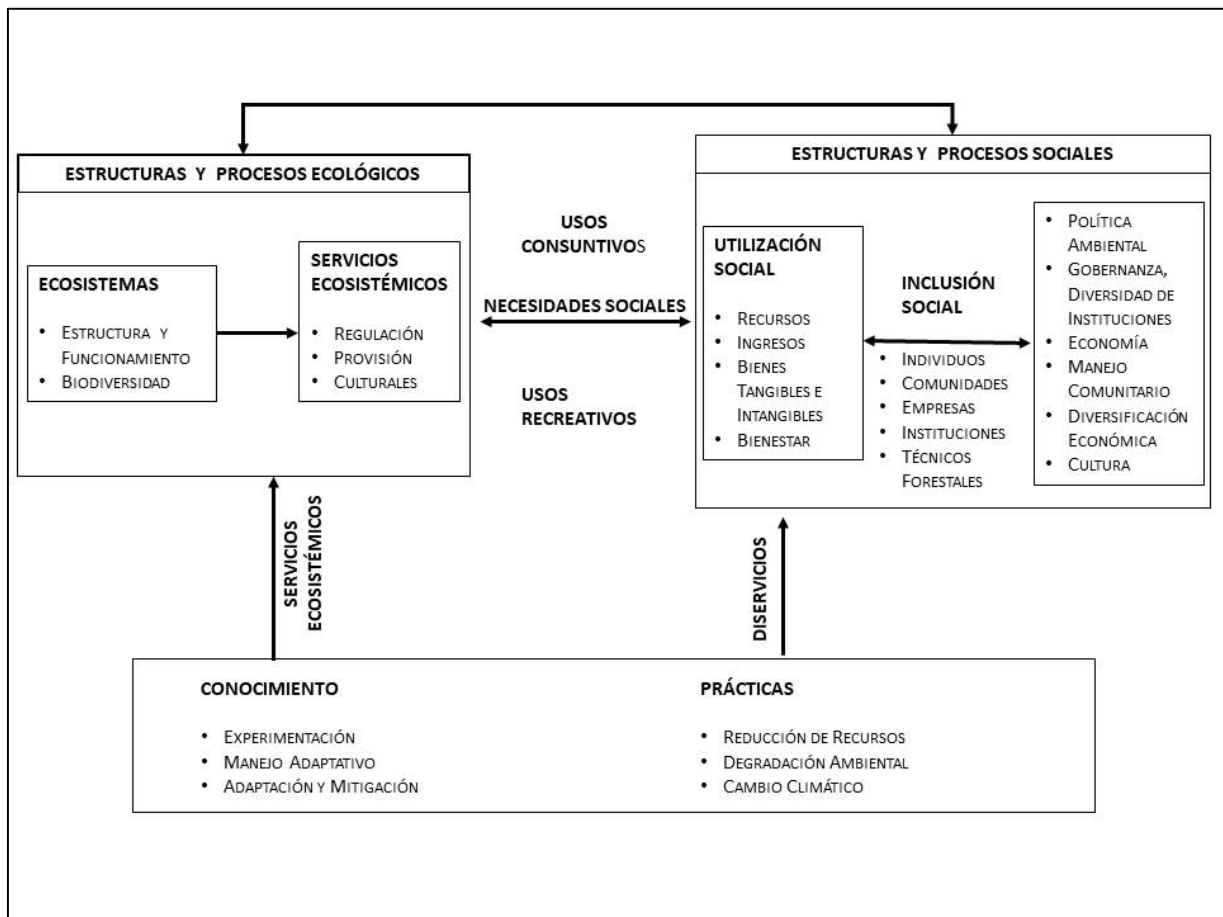 ESTRUCTURAS Y PROCESOS ECOLÓGICOS
ECOSISTEMAS
• ESTRUCTURA Y
FUNCIONAMIENTO
• BIODIVERSIDAD
SERVICIOS
ECOSISTÉMICOS
• REGULACIÓN
• PROVISIÓN
• CULTURALES
USOS
CONSUNTIVOS
NECESIDADES SOCIALES
USOS
RECREATIVOS
ESTRUCTURAS Y PROCESOS SOCIALES
UTILIZACIÓN
SOCIAL
• RECURSOS
• INGRESOS
• BIENES
TANGIBLES E
INTANGIBLES
• BIENESTAR
INCLUSIÓN
SOCIAL
• INDIVIDUOS
• COMUNIDADES
• EMPRESAS
• INSTITUCIONES
• TÉCNICOS
FORESTALES
• POLÍTICA
AMBIENTAL
• GOBERNANZA,
DIVERSIDAD DE
INSTITUCIONES
• ECONOMÍA
• MANEJO
COMUNITARIO
• DIVERSIFICACIÓN
ECONÓMICA
• CULTURA
SERVICIOS
ECOSISTÉMICOS
DISERVICIOS
CONOCIMIENTO
• EXPERIMENTACIÓN
• MANEJO ADAPTATIVO
• ADAPTACIÓN Y MITIGACIÓN
PRÁCTICAS
• REDUCCIÓN DE RECURSOS
• DEGRADACIÓN AMBIENTAL
• CAMBIO CLIMÁTICO